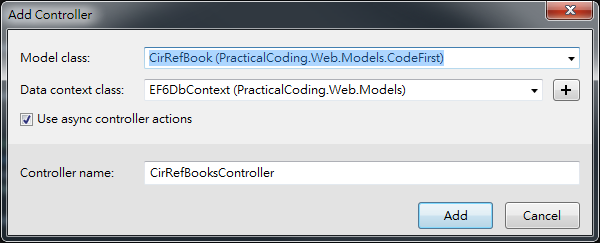 Add Controller
Model class: CirRefBook (PracticalCoding.Web.Models.CodeFirst)
Data context class: EF6DbContext (PracticalCoding.Web.Models)
Use async controller actions
Controller name: CirRefBooksController
Add Cancel